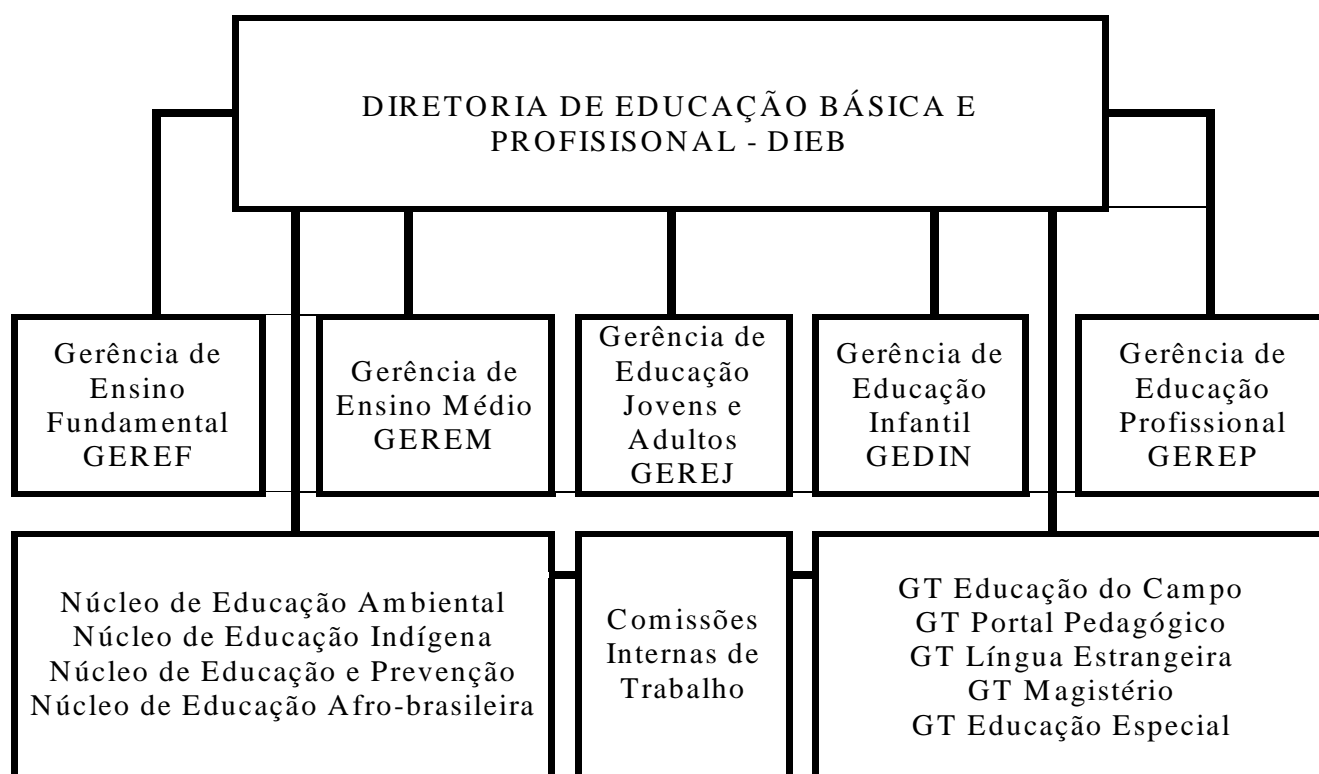 DIRETORIA DE EDUCAÇÃO BÁSICA E
PROFISISONAL - DIEB
Gerência de
Ensino
Fundamental
GEREF
Gerência de
Ensino Médio
GEREM
Gerência de
Educação
Jovens e
Adultos
GEREJ
Gerência de
Educação
Infantil
GEDIN
Gerência de
Educação
Profissional
GEREP
Núcleo de Educação Ambiental
Núcleo de Educação Indígena
Núcleo de Educação e Prevenção
Núcleo de Educação Afro-brasileira
Comissões
Internas de
Trabalho
GT Educação do Campo
GT Portal Pedagógico
GT Língua Estrangeira
GT Magistério
GT Educação Especial